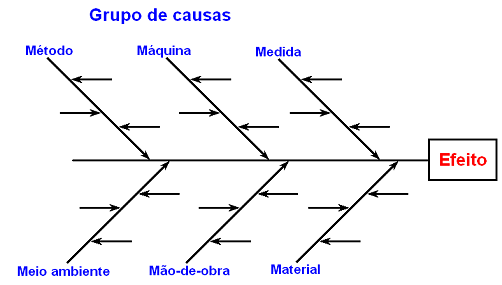 Grupo de causas
Método
Máquina
Medida
Efeito
Meio ambiente
Mão-de-obra
Material